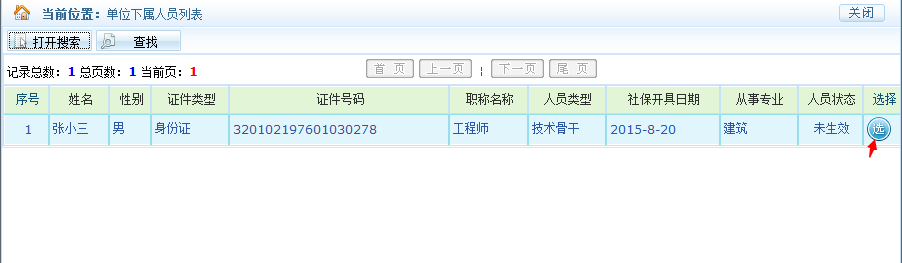 当前位置：单位下属人员列表 关闭
打开搜索 查找
记录总数：1 总页数：1 当前页：1 首 页 上一页 ¦ 下一页 尾 页
序号 姓名 性别 证件类型 证件号码 职称名称 人员类型 社保开具日期 从事专业 人员状态 选择
1 张小三 男 身份证 320102197601030278 工程师 技术骨干 2015-8-20 建筑 未生效 选